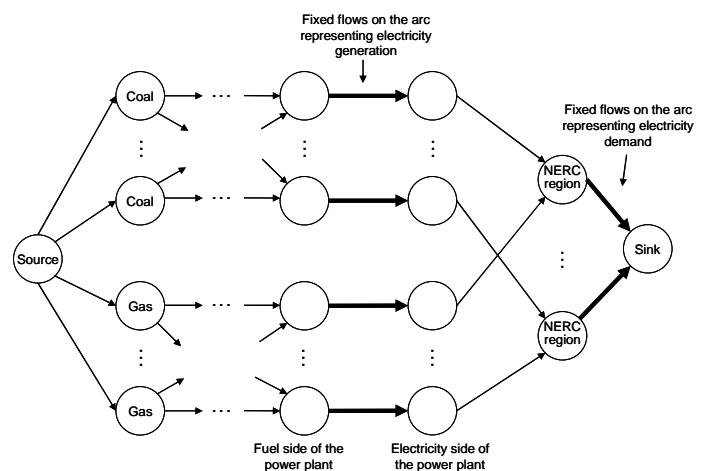 Fixed flows on the arc
representing electricity
generation
Coal
Fixed flows on the arc
representing electricity
demand
NERC
region
Coal
Source
Sink
Gas
NERC
region
Gas
Fuel side of the
power plant
Electricity side of
the power plant